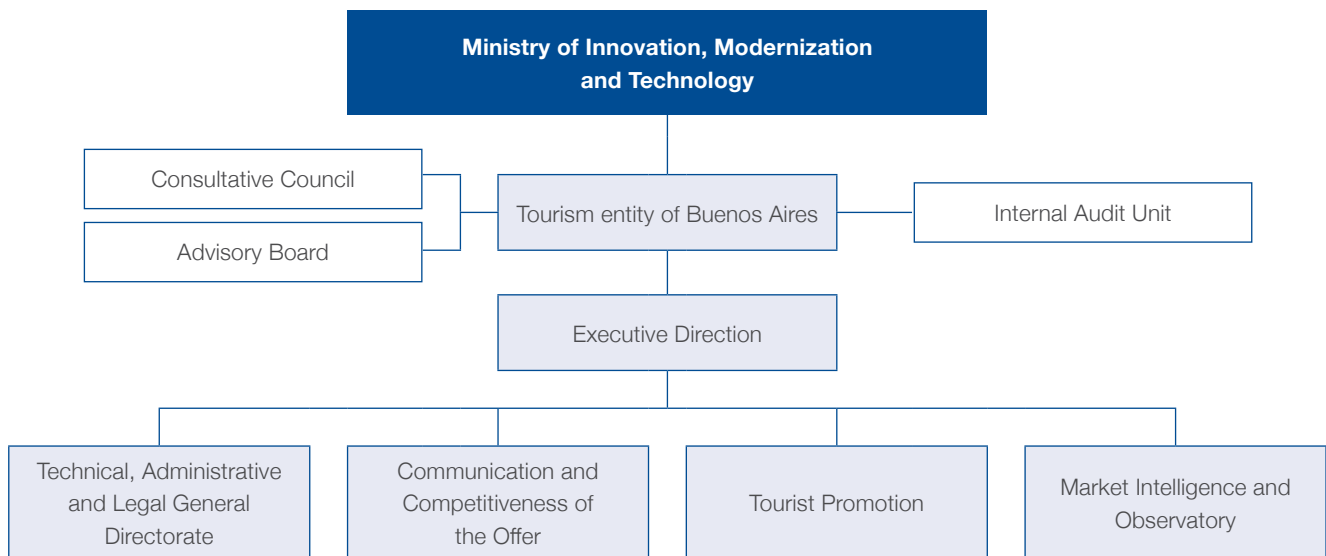 Ministry of Innovation, Modernization
and Technology
Consultative Council
Advisory Board
Tourism entity of Buenos Aires
Internal Audit Unit
Executive Direction
Technical, Administrative
and Legal General
Directorate
Communication and
Competitiveness of
the Offer
Tourist Promotion
Market Intelligence and
Observatory